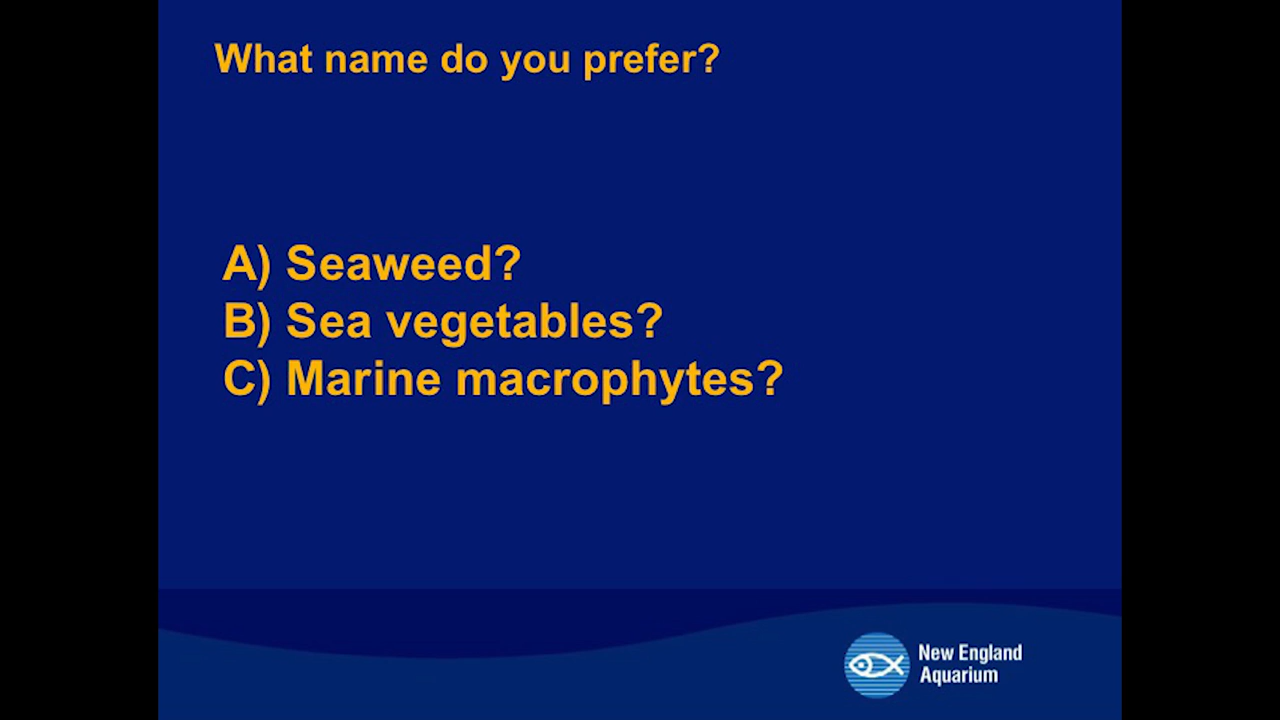 What name do you prefer?
A) Seaweed?
B) Sea vegetables?
C) Marine macrophytes?
New England
Aquarium